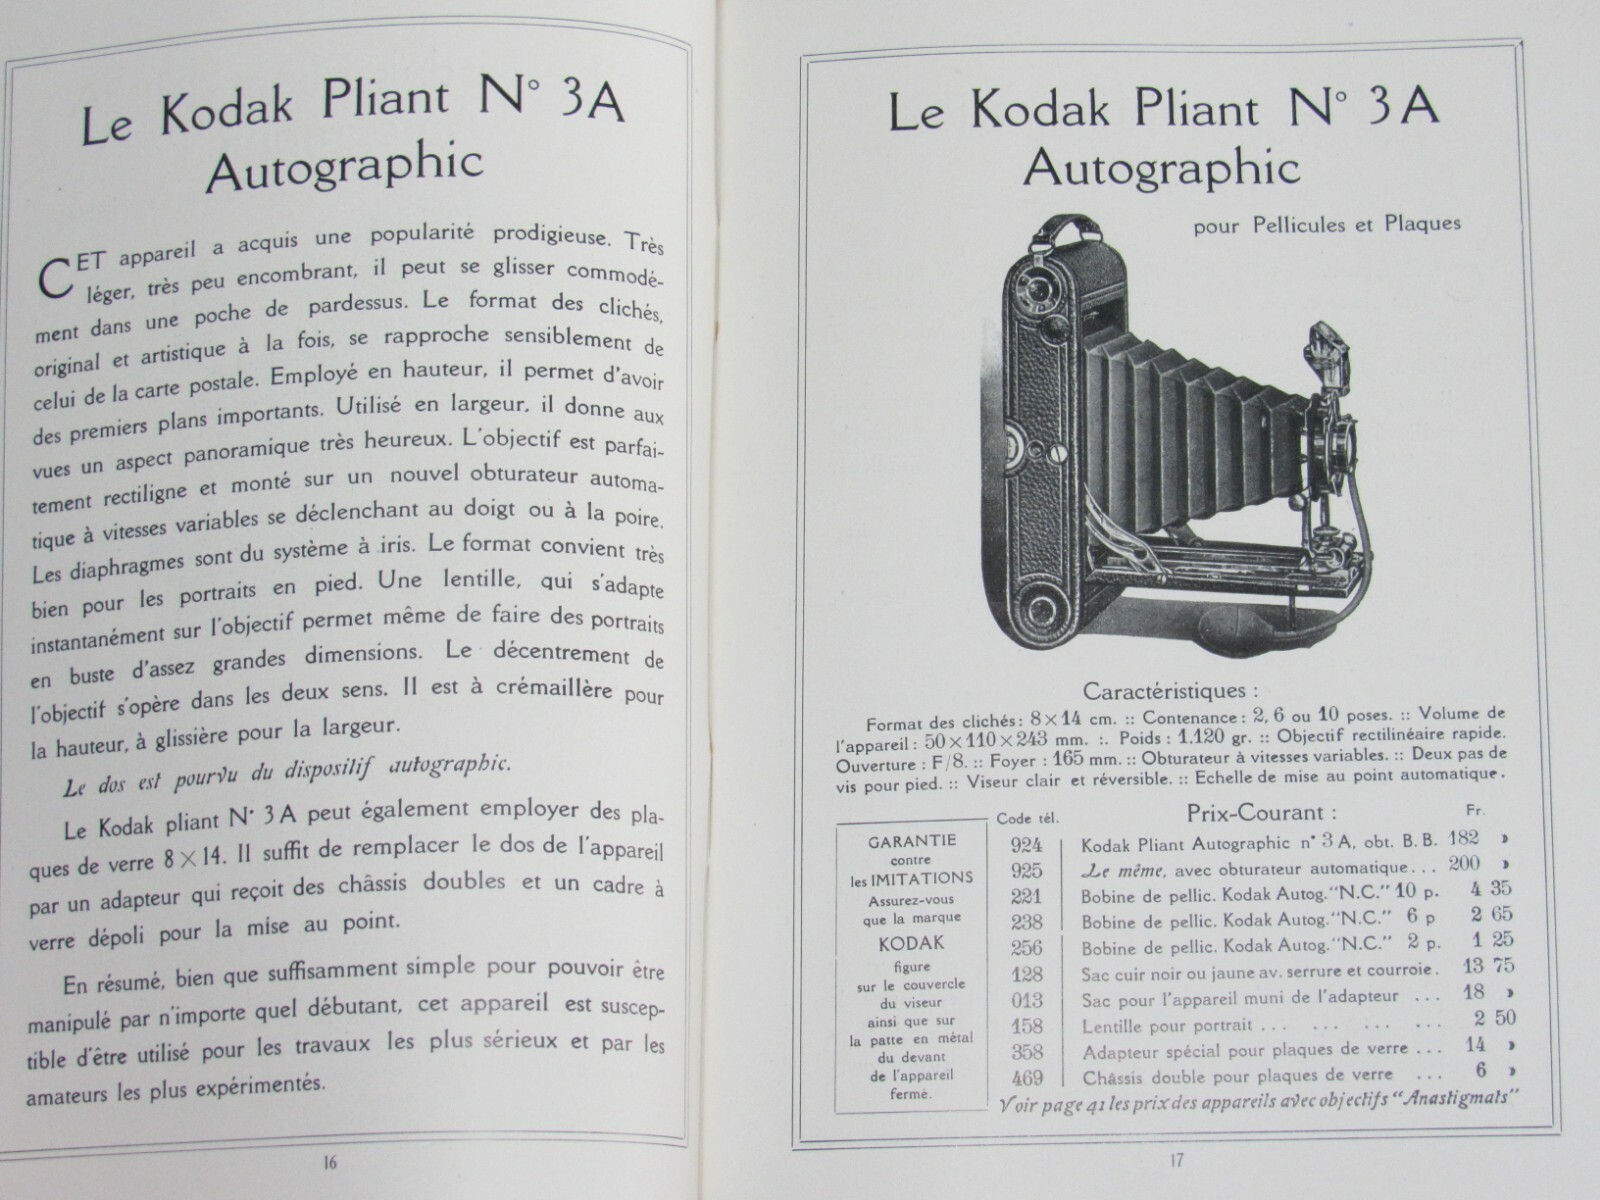 Le Kodak Pliant N° 3A
Autographic
CET appareil a acquis une popularité prodigieuse. Très
léger, très peu encombrant, il peut se glisser commodé-
ment dans une poche de pardessus. Le format des clichés,
original et artistique à la fois, se rapproche sensiblement de
celui de la carte postale. Employé en hauteur, il permet d'avoir
des premiers plans importants. Utilisé en largeur, il donne aux
vues un aspect panoramique très heureux. L'objectif est parfai-
tement rectiligne et monté sur un nouvel obturateur automa-
tique à vitesses variables se déclenchant au doigt ou à la poire.
Les diaphragmes sont du système à iris. Le format convient très
bien pour les portraits en pied. Une lentille, qui s'adapte
instantanément sur l'objectif permet même de faire des portraits
en buste d'assez grandes dimensions. Le décentrement de
l'objectif s'opère dans les deux sens. Il est à crémaillère pour
la hauteur, à glissière pour la largeur.
Le dos est pourvu du dispositif autographic.
Le Kodak pliant N° 3A peut également employer des pla-
ques de verre 8×14. Il suffit de remplacer le dos de l'appareil
par un adapteur qui reçoit des châssis doubles et un cadre à
verre dépoli pour la mise au point.
En résumé, bien que suffisamment simple pour pouvoir être
manipulé par n'importe quel débutant, cet appareil est suscep-
tible d'être utilisé pour les travaux les plus sérieux et par les
amateurs les plus expérimentés.
16
Le Kodak Pliant N° 3A
Autographic
pour Pellicules et Plaques
Caractéristiques :
Format des clichés: 8×14 cm. :: Contenance : 2, 6 ou 10 poses. :: Volume de
l'appareil : 50×110×243 mm. :. Poids : 1.120 gr. :: Objectif rectilinéaire rapide.
Ouverture : F/8. :: Foyer : 165 mm. :: Obturateur à vitesses variables. :: Deux pas de
vis pour pied. :: Viseur clair et réversible. :: Echelle de mise au point automatique.
GARANTIE
contre
les IMITATIONS
Assurez-vous
que la marque
KODAK
figure
sur le couvercle
du viseur
ainsi que sur
la patte en métal
du devant
de l'appareil
fermé.
Code tél. Prix-Courant : Fr.
924 Kodak Pliant Autographic n° 3A, obt. B.B. 182 »
925 Le même, avec obturateur automatique... 200 »
221 Bobine de pellic. Kodak Autog. "N.C." 10 p. 4 35
238 Bobine de pellic. Kodak Autog. "N.C." 6 p 2 65
256 Bobine de pellic. Kodak Autog. "N.C." 2 p. 1 25
128 Sac cuir noir ou jaune av. serrure et courroie. 13 75
013 Sac pour l'appareil muni de l'adapteur ... 18 »
158 Lentille pour portrait ... ... ... ... 2 50
358 Adapteur spécial pour plaques de verre ... 14 »
469 Châssis double pour plaques de verre ... 6 »
Voir page 41 les prix des appareils avec objectifs "Anastigmats"
17